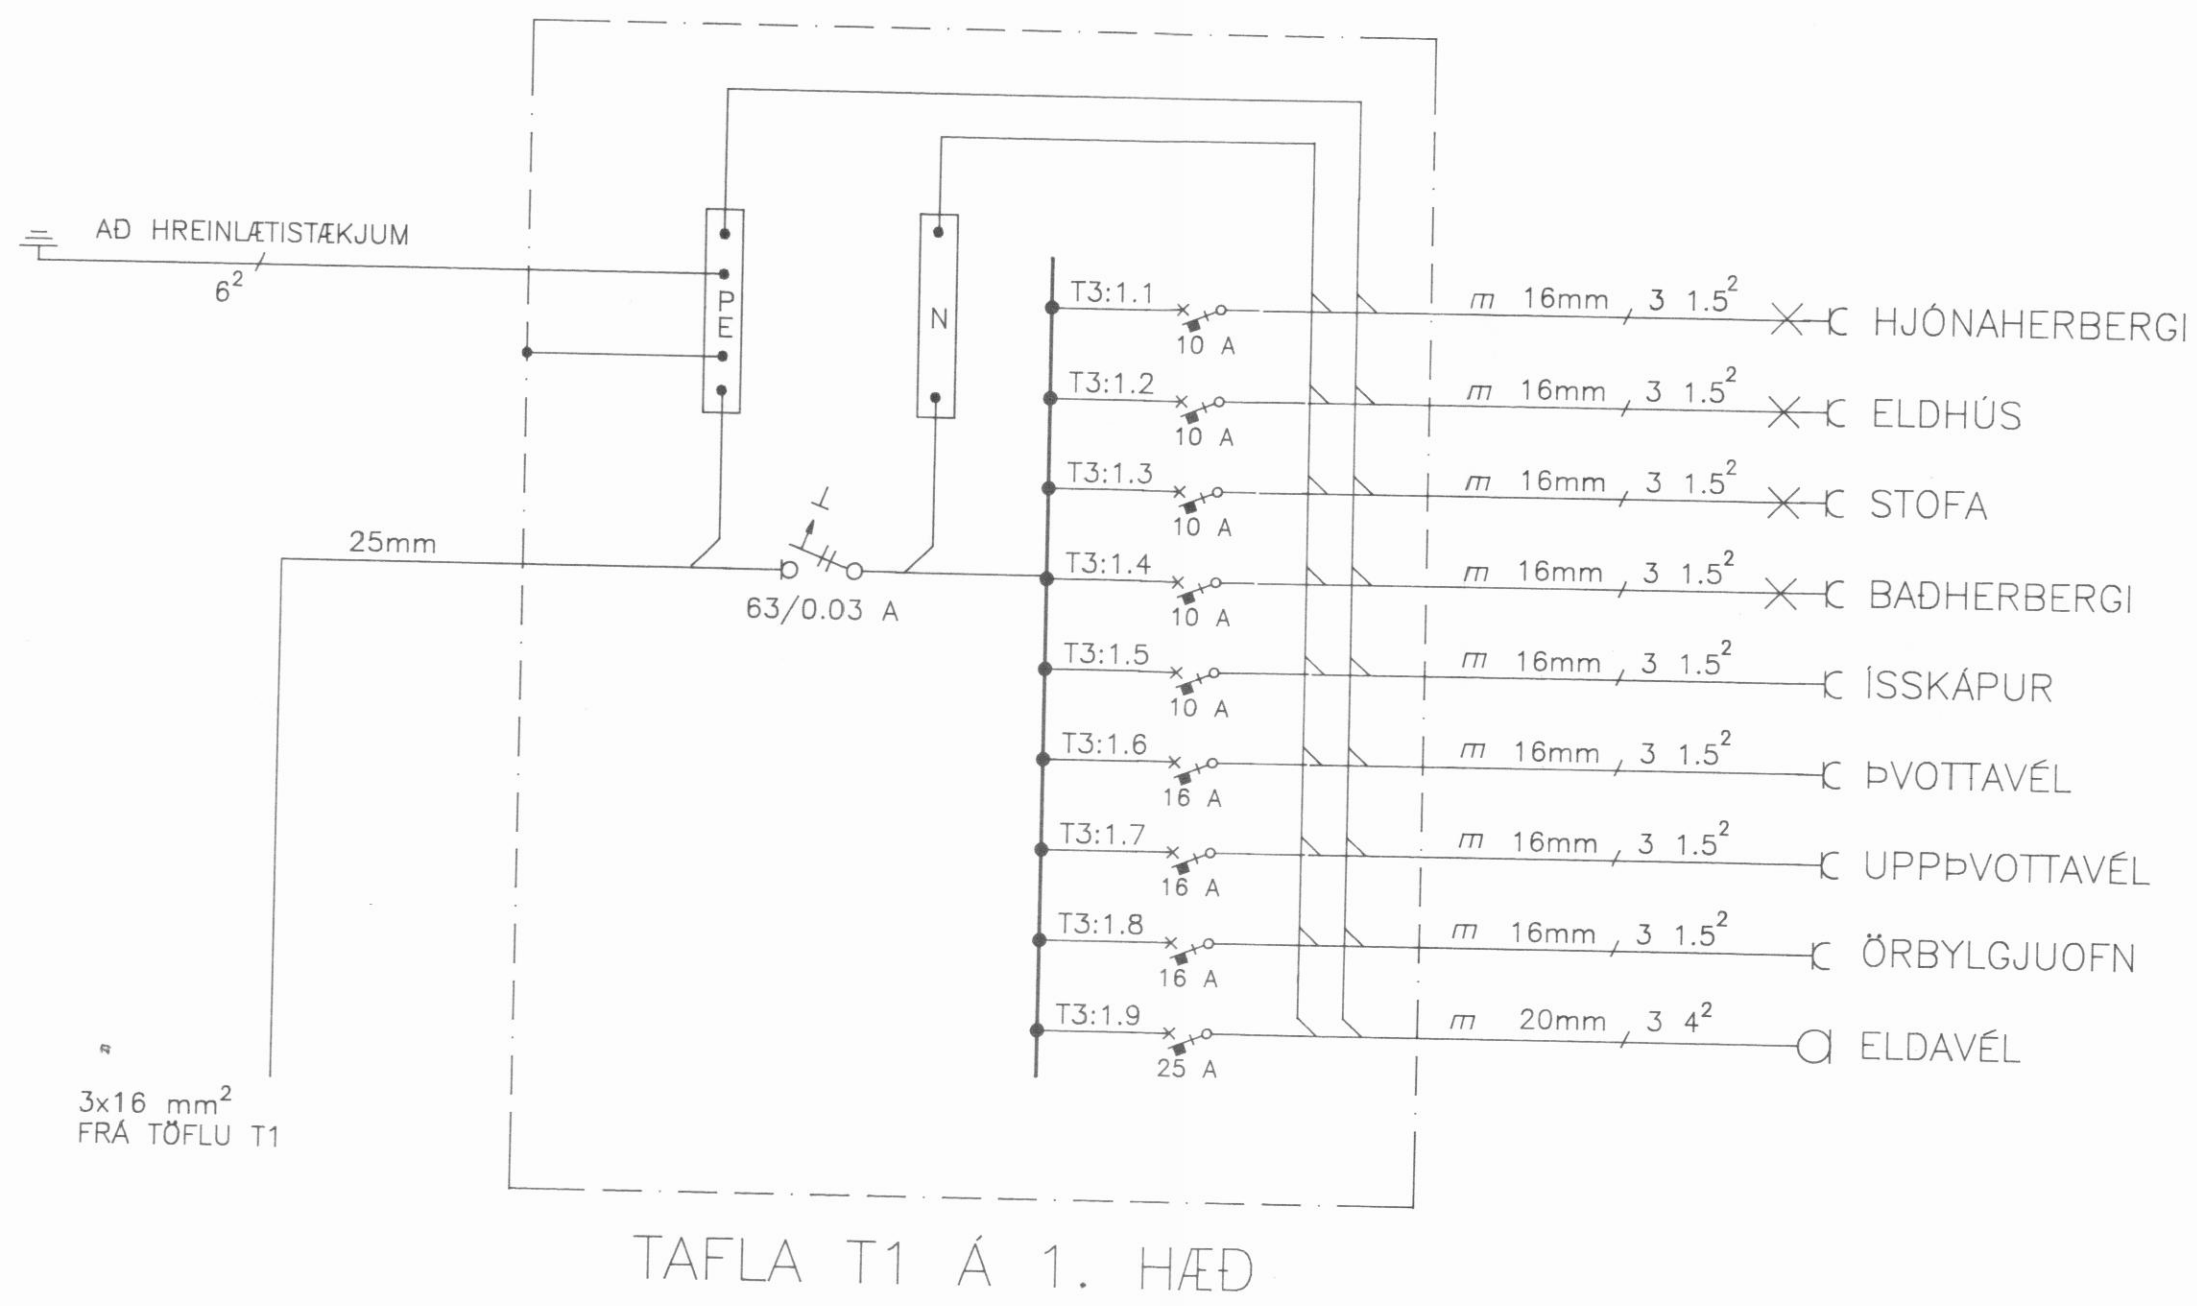 AÐ HREINLÆTISTÆKJUM
6²
PE
N
25mm
63/0.03 A
3x16 mm²
FRÁ TÖFLU T1
T3:1.1 10 A m 16mm 3 1.5² HJÓNAHERBERGI
T3:1.2 10 A m 16mm 3 1.5² ELDHÚS
T3:1.3 10 A m 16mm 3 1.5² STOFA
T3:1.4 10 A m 16mm 3 1.5² BAÐHERBERGI
T3:1.5 10 A m 16mm 3 1.5² ÍSSKÁPUR
T3:1.6 16 A m 16mm 3 1.5² ÞVOTTAVÉL
T3:1.7 16 A m 16mm 3 1.5² UPPÞVOTTAVÉL
T3:1.8 16 A m 16mm 3 1.5² ÖRBYLGJUOFN
T3:1.9 25 A m 20mm 3 4² ELDAVÉL
TAFLA T1 Á 1. HÆÐ